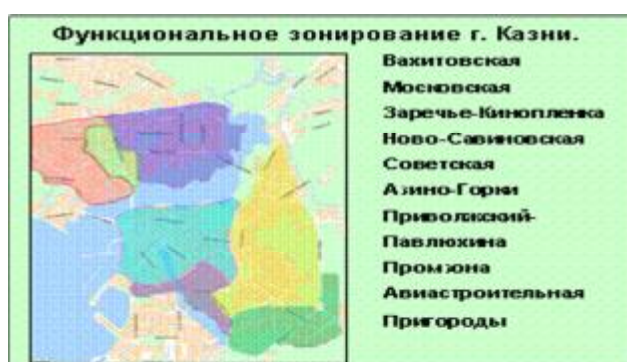 Функциональное зонирование г. Казни.
Вахитовская
Московская
Заречье-Кинопленка
Ново-Савиновская
Советская
Азино-Горки
Приволжский-
Павлюхина
Промзона
Авиастроительная
Пригороды